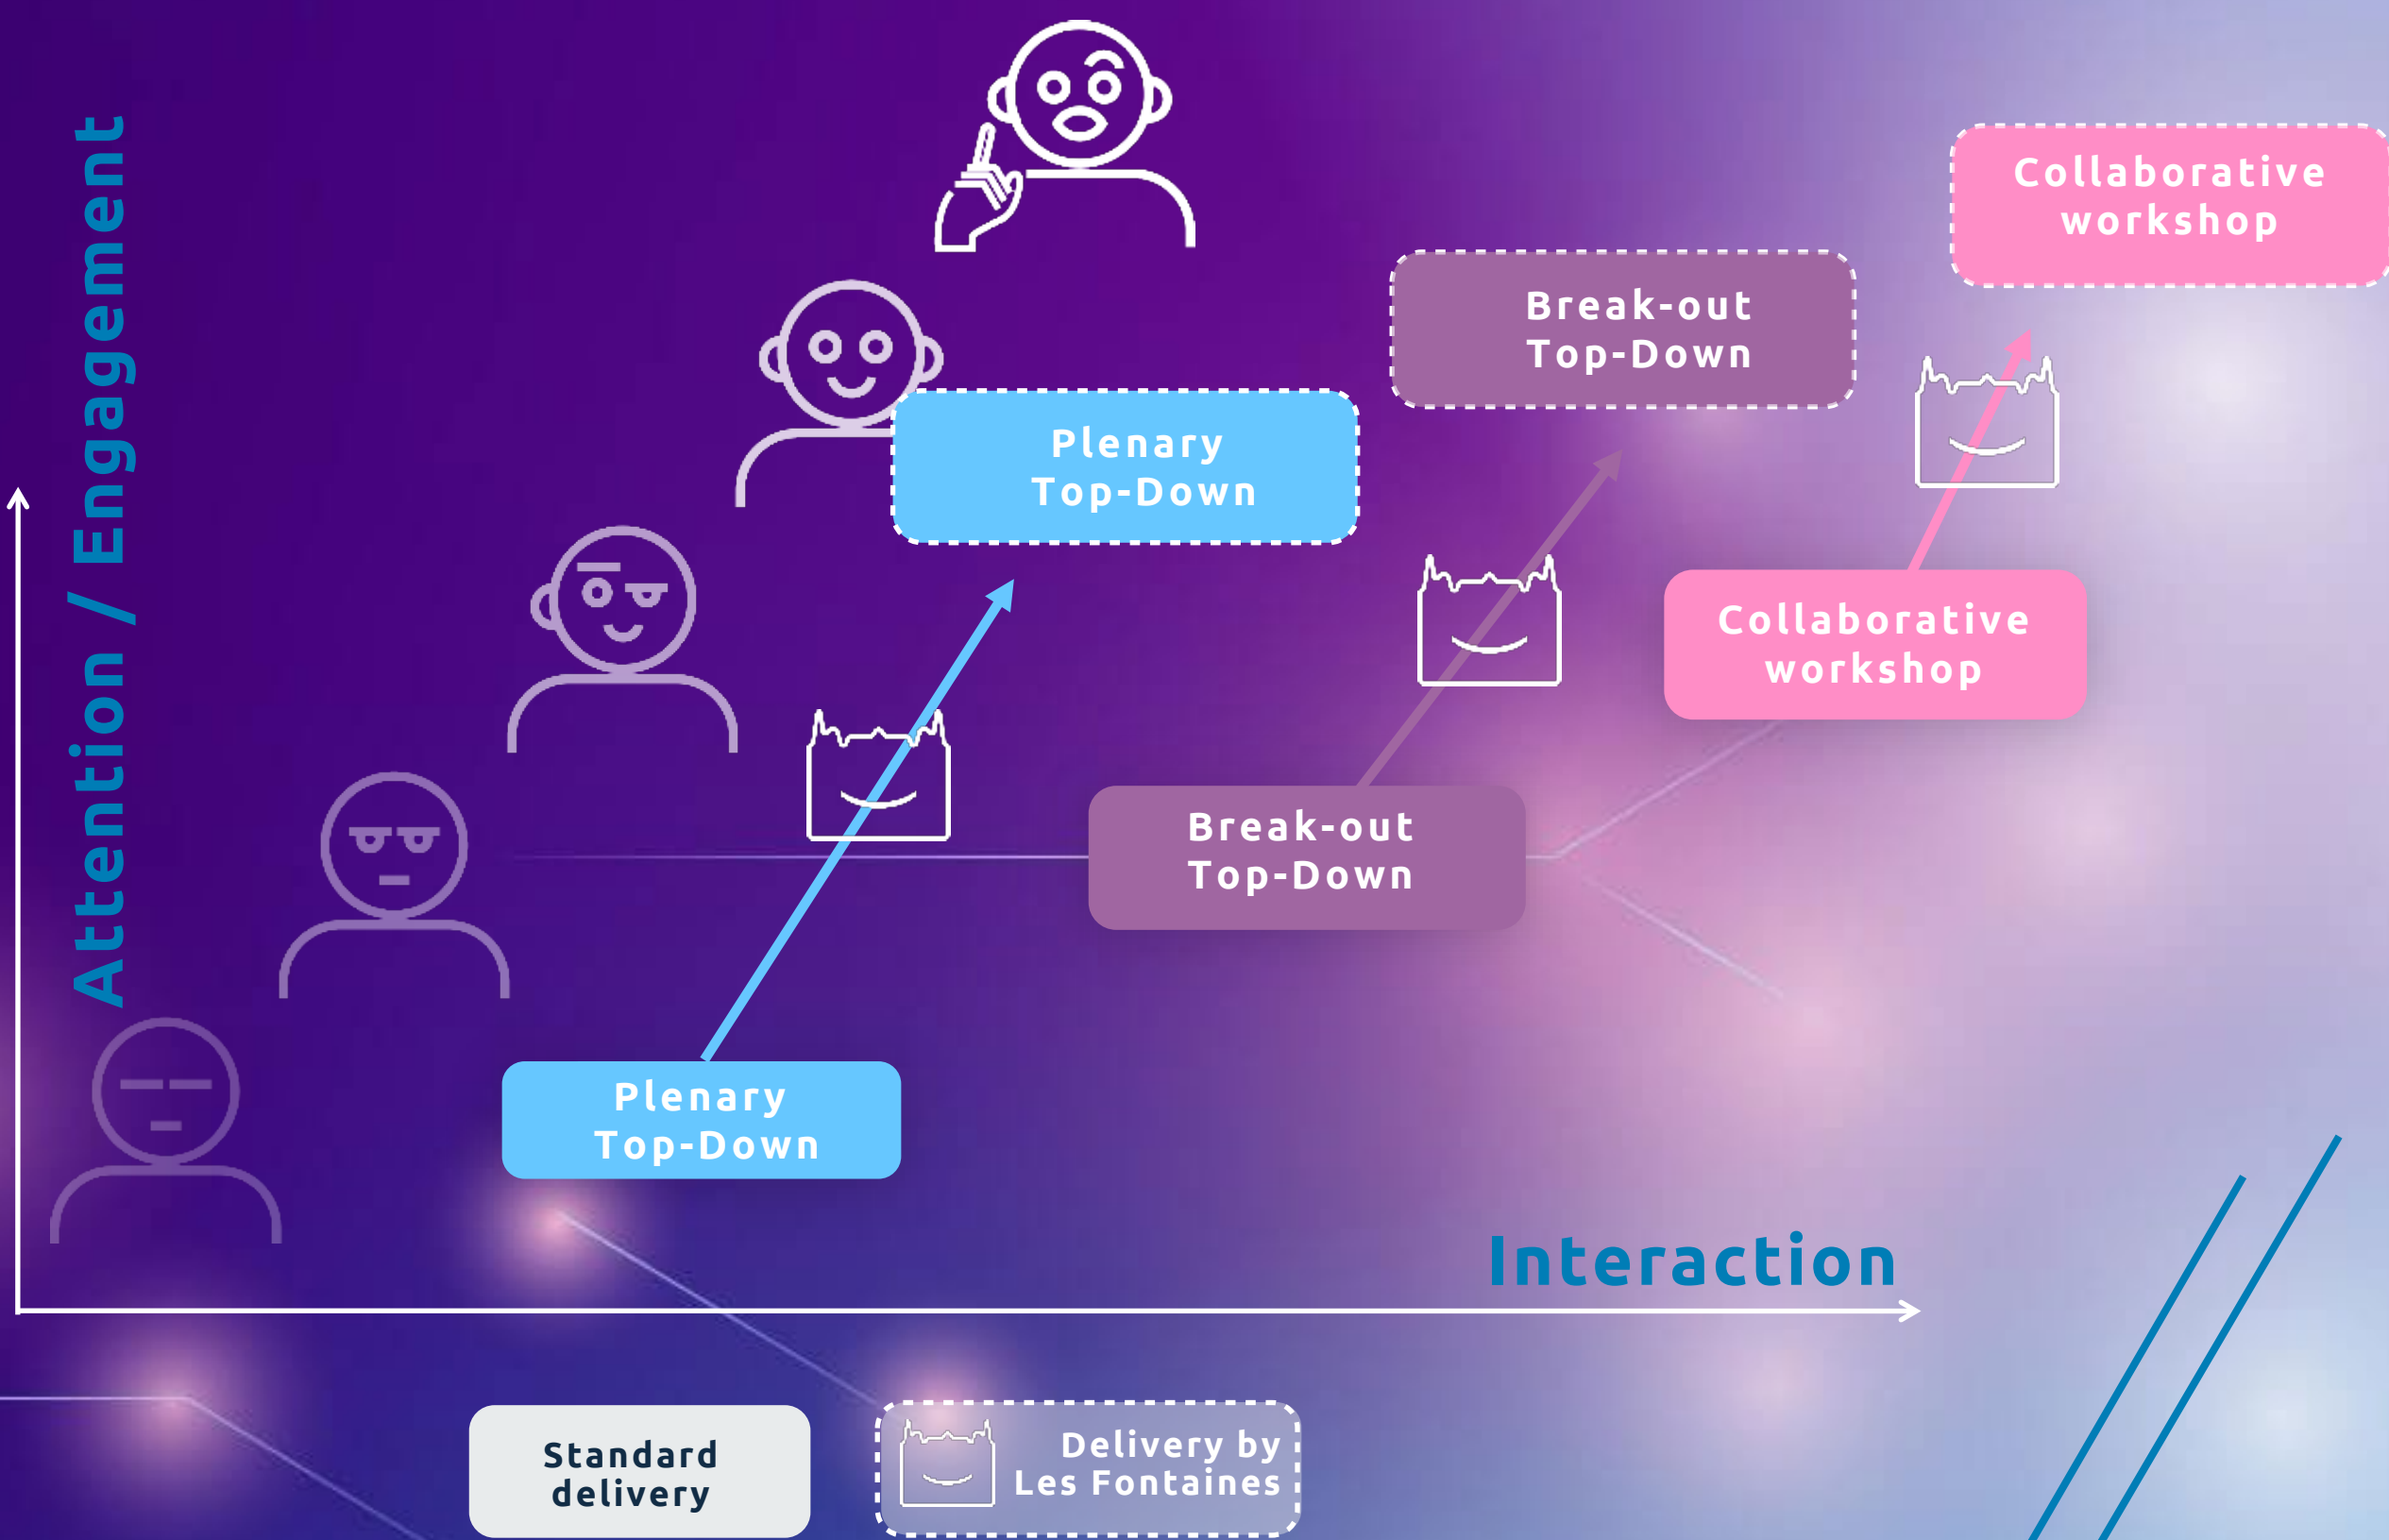 Attention / Engagement
Collaborative
workshop
Break-out
Top-Down
Plenary
Top-Down
Collaborative
workshop
Break-out
Top-Down
Plenary
Top-Down
Interaction
Standard
delivery
Delivery by
Les Fontaines